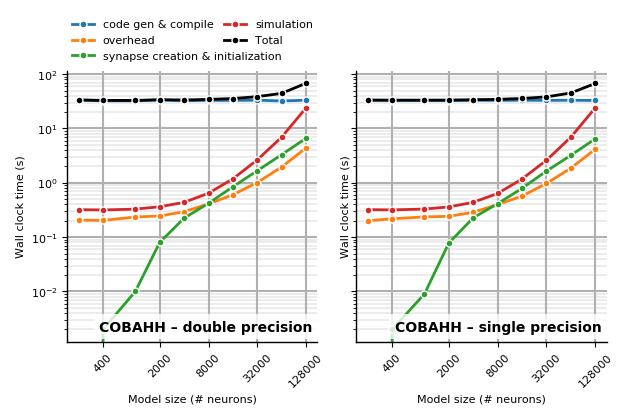 code gen & compile
overhead
synapse creation & initialization
simulation
Total
Wall clock time (s)
10²
10¹
10⁰
10⁻¹
10⁻²
COBAHH – double precision
400
2000
8000
32000
128000
Model size (# neurons)
Wall clock time (s)
COBAHH – single precision
400
2000
8000
32000
128000
Model size (# neurons)